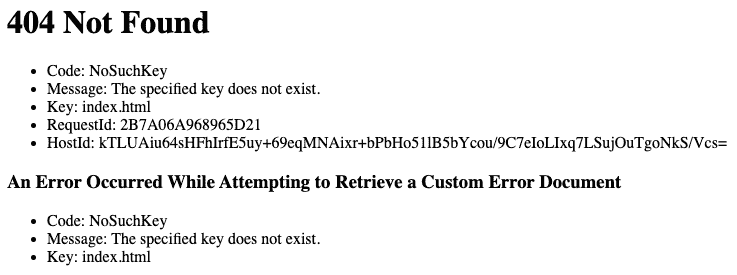 404 Not Found
• Code: NoSuchKey
• Message: The specified key does not exist.
• Key: index.html
• RequestId: 2B7A06A968965D21
• HostId: kTLUAiu64sHFhIrfE5uy+69eqMNAixr+bPbHo51lB5bYcou/9C7eIoLIxq7LSujOuTgoNkS/Vcs=
An Error Occurred While Attempting to Retrieve a Custom Error Document
• Code: NoSuchKey
• Message: The specified key does not exist.
• Key: index.html